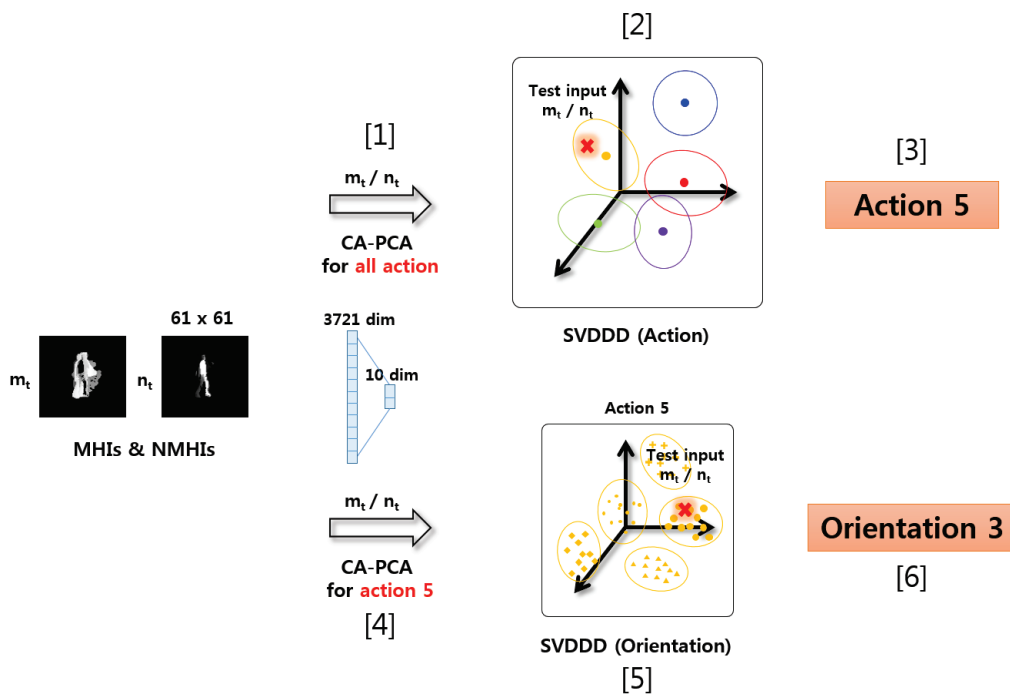 [2]
Test input
mt / nt
[1]
mt / nt
CA-PCA
for all action
[3]
Action 5
SVDDD (Action)
61 x 61
mt
nt
MHIs & NMHIs
3721 dim
10 dim
Action 5
Test input
mt / nt
mt / nt
CA-PCA
for action 5
[4]
Orientation 3
[6]
SVDDD (Orientation)
[5]